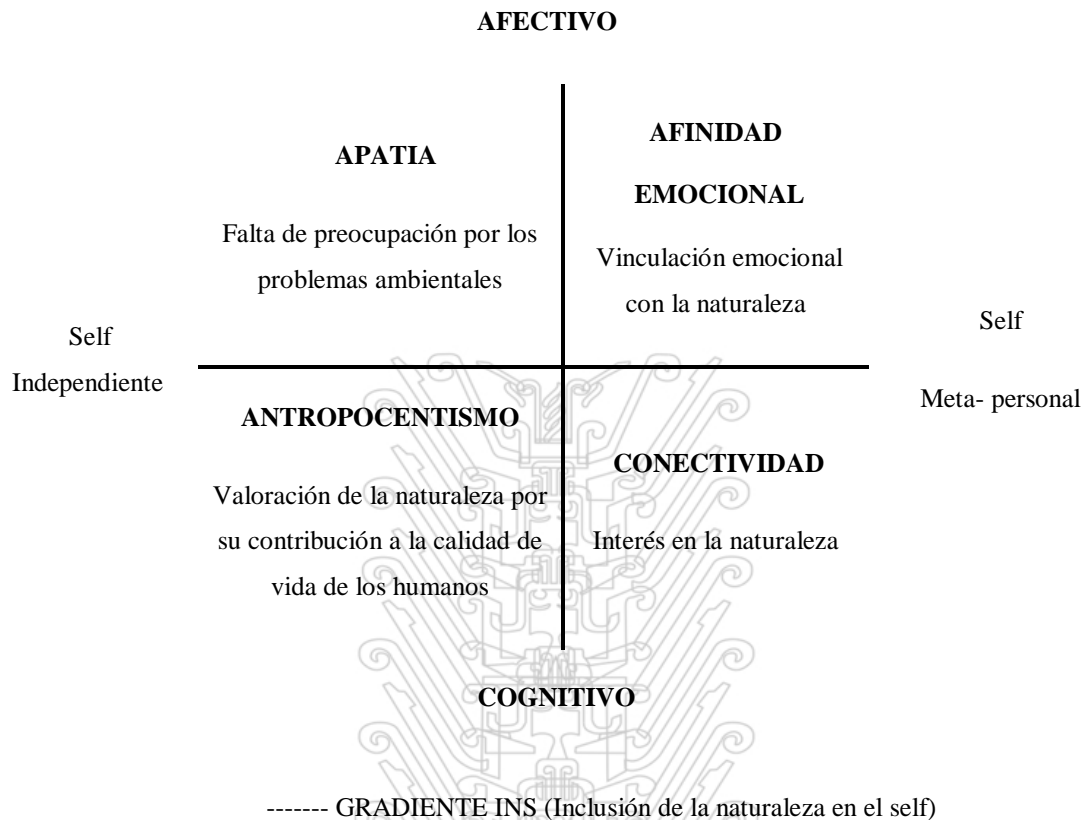 AFECTIVO
APATIA
Falta de preocupación por los
problemas ambientales
AFINIDAD
EMOCIONAL
Vinculación emocional
con la naturaleza
Self
Independiente
Self
Meta- personal
ANTROPOCENTISMO
Valoración de la naturaleza por
su contribución a la calidad de
vida de los humanos
CONECTIVIDAD
Interés en la naturaleza
COGNITIVO
------- GRADIENTE INS (Inclusión de la naturaleza en el self)